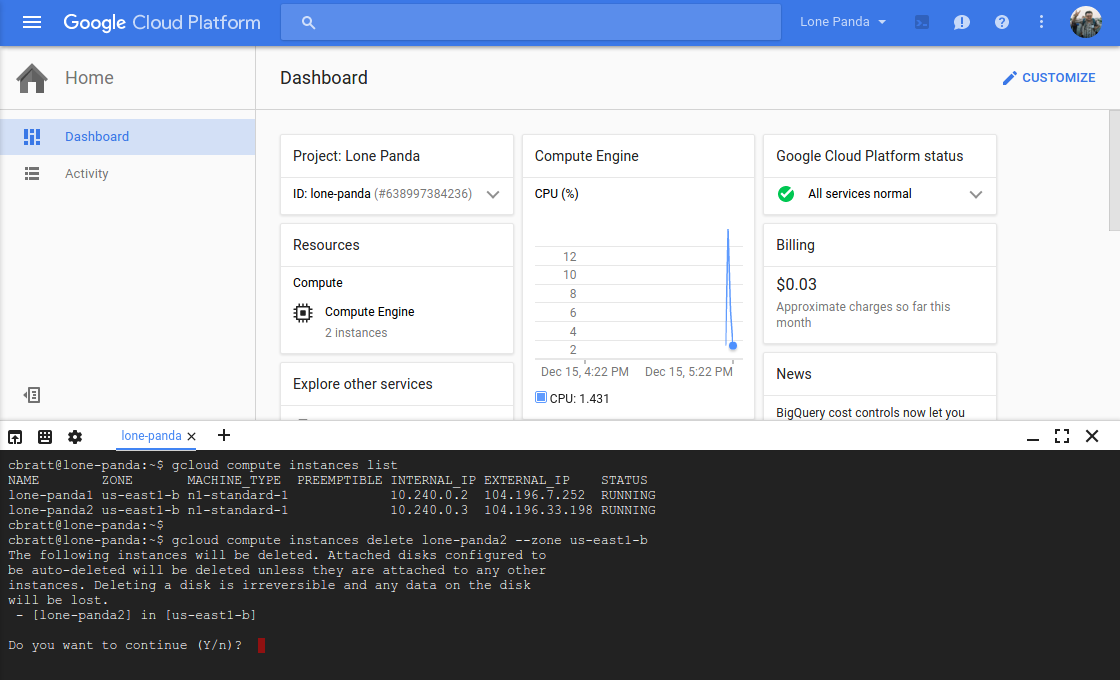 Google Cloud Platform
Lone Panda
Home
Dashboard
CUSTOMIZE
Dashboard
Activity
Project: Lone Panda
ID: lone-panda (#638997384236)
Resources
Compute
Compute Engine
2 instances
Explore other services
Compute Engine
CPU (%)
12
10
8
6
4
2
Dec 15, 4:22 PM Dec 15, 5:22 PM
CPU: 1.431
Google Cloud Platform status
All services normal
Billing
$0.03
Approximate charges so far this
month
News
BigQuery cost controls now let you
lone-panda
cbratt@lone-panda:~$ gcloud compute instances list
NAME ZONE MACHINE_TYPE PREEMPTIBLE INTERNAL_IP EXTERNAL_IP STATUS
lone-panda1 us-east1-b n1-standard-1 10.240.0.2 104.196.7.252 RUNNING
lone-panda2 us-east1-b n1-standard-1 10.240.0.3 104.196.33.198 RUNNING
cbratt@lone-panda:~$
cbratt@lone-panda:~$ gcloud compute instances delete lone-panda2 --zone us-east1-b
The following instances will be deleted. Attached disks configured to
be auto-deleted will be deleted unless they are attached to any other
instances. Deleting a disk is irreversible and any data on the disk
will be lost.
- [lone-panda2] in [us-east1-b]
Do you want to continue (Y/n)?